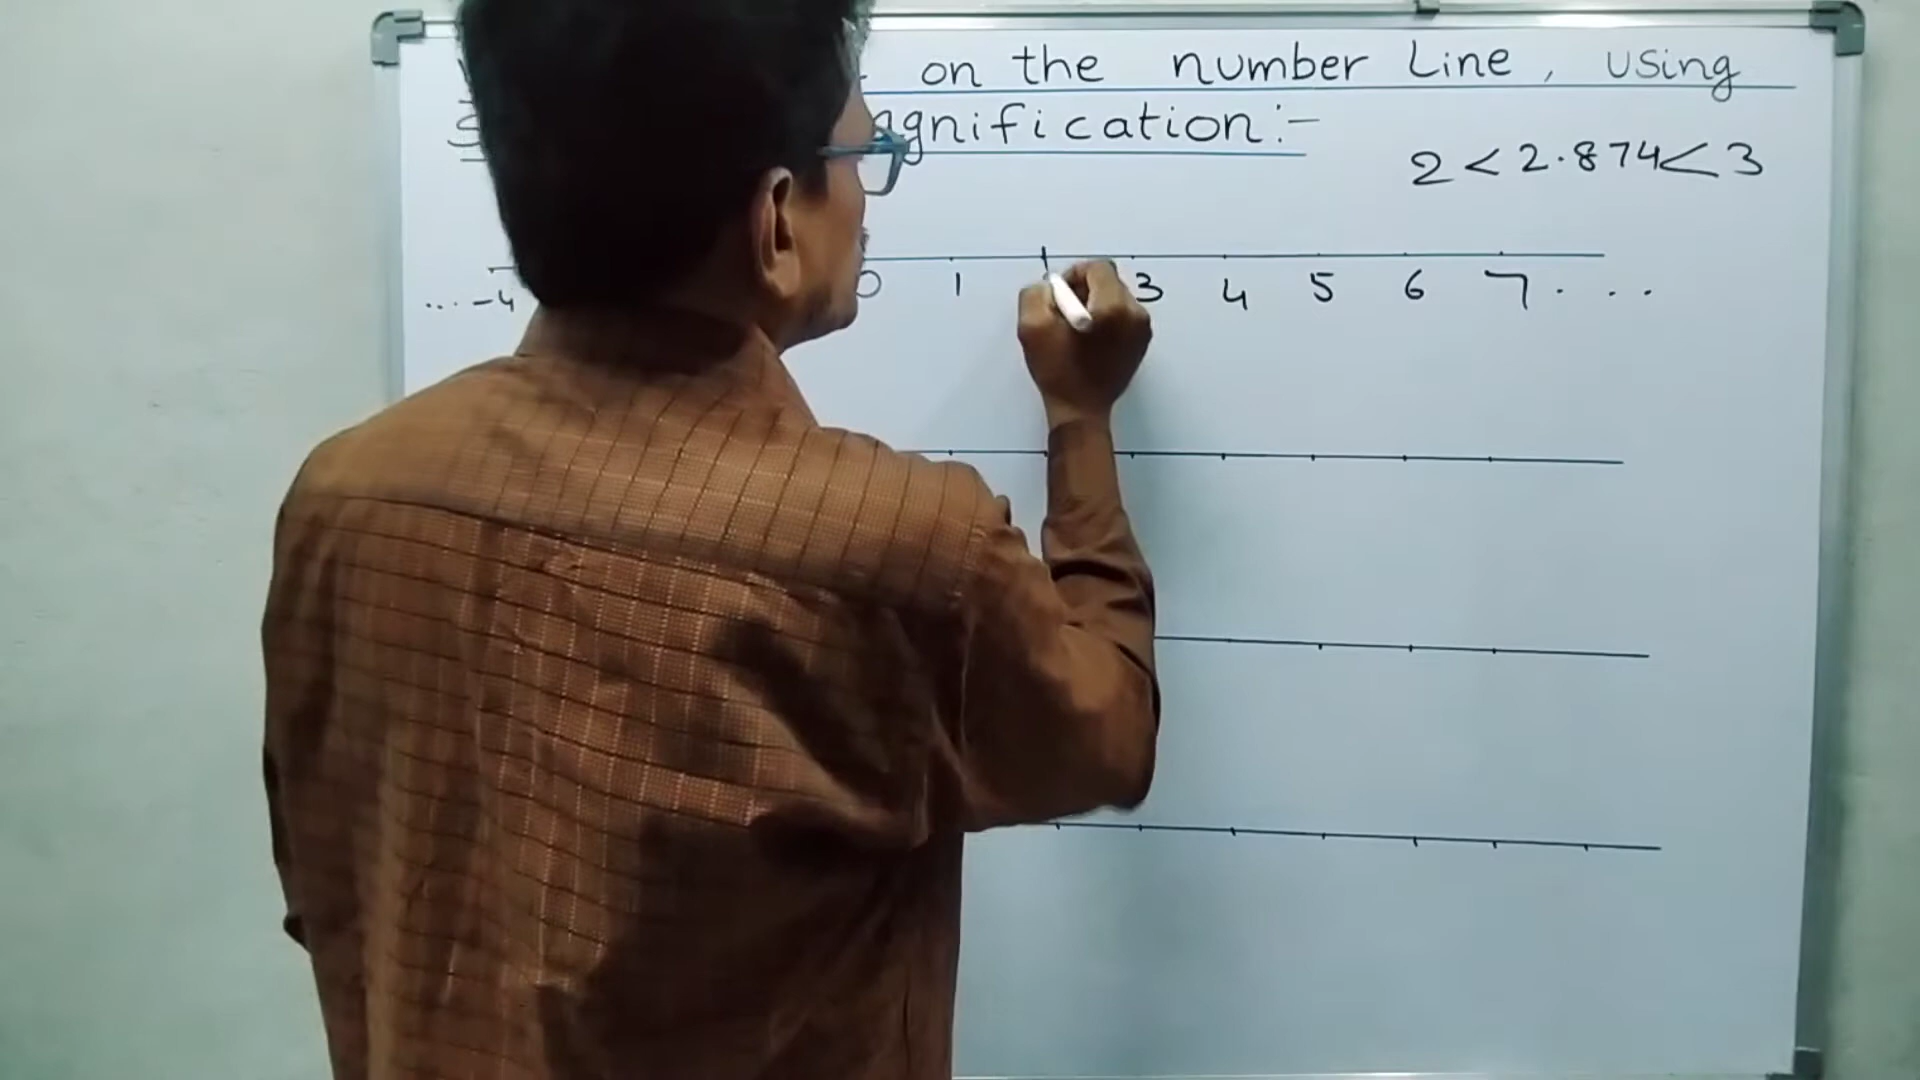 on the number Line, using
agnification:-
2 < 2.874 < 3
... -4 0 1 3 4 5 6 7 . . .